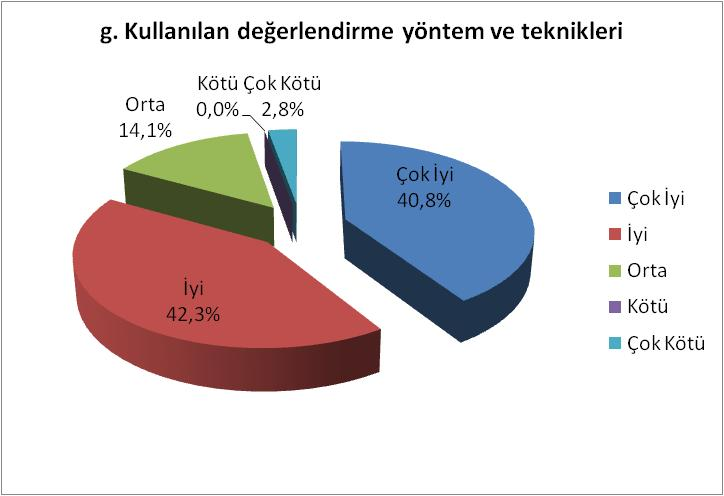 g. Kullanılan değerlendirme yöntem ve teknikleri
Kötü Çok Kötü
0,0% 2,8%
Orta
14,1%
Çok İyi
40,8%
İyi
42,3%
Çok İyi
İyi
Orta
Kötü
Çok Kötü